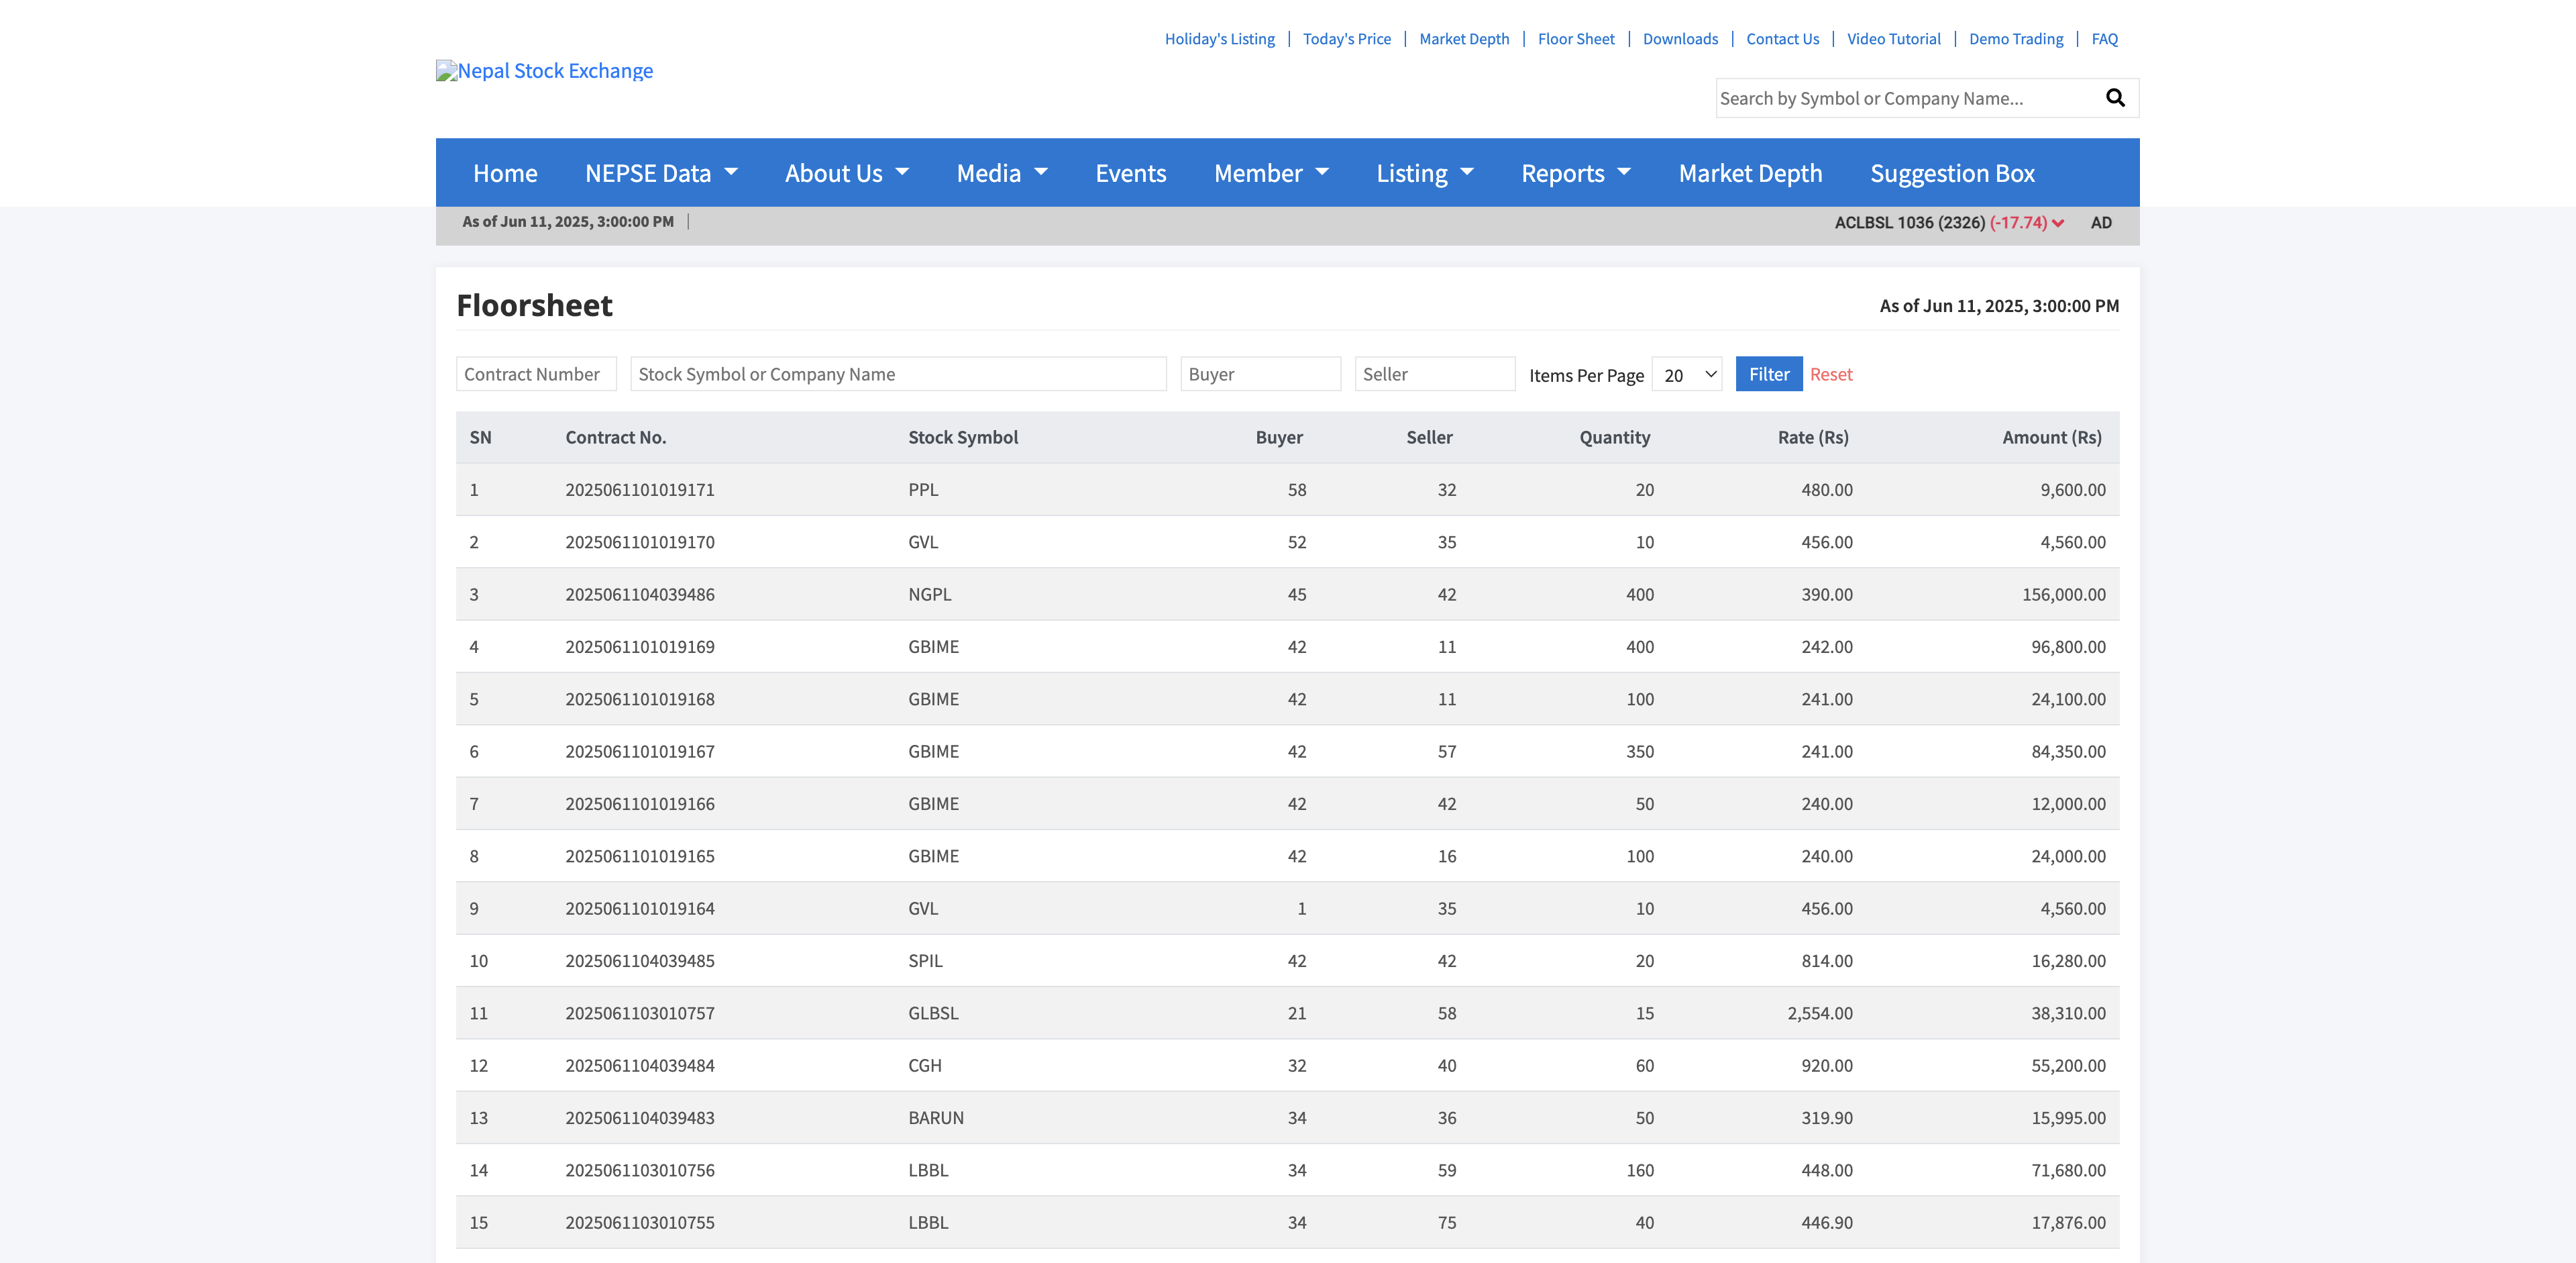 Holiday's Listing | Today's Price | Market Depth | Floor Sheet | Downloads | Contact Us | Video Tutorial | Demo Trading | FAQ
Nepal Stock Exchange
Search by Symbol or Company Name...
Home NEPSE Data About Us Media Events Member Listing Reports Market Depth Suggestion Box
As of Jun 11, 2025, 3:00:00 PM | ACLBSL 1036 (2326) (-17.74) AD
Floorsheet As of Jun 11, 2025, 3:00:00 PM
Contract Number Stock Symbol or Company Name Buyer Seller Items Per Page 20 Filter Reset
SN Contract No. Stock Symbol Buyer Seller Quantity Rate (Rs) Amount (Rs)
1 2025061101019171 PPL 58 32 20 480.00 9,600.00
2 2025061101019170 GVL 52 35 10 456.00 4,560.00
3 2025061104039486 NGPL 45 42 400 390.00 156,000.00
4 2025061101019169 GBIME 42 11 400 242.00 96,800.00
5 2025061101019168 GBIME 42 11 100 241.00 24,100.00
6 2025061101019167 GBIME 42 57 350 241.00 84,350.00
7 2025061101019166 GBIME 42 42 50 240.00 12,000.00
8 2025061101019165 GBIME 42 16 100 240.00 24,000.00
9 2025061101019164 GVL 1 35 10 456.00 4,560.00
10 2025061104039485 SPIL 42 42 20 814.00 16,280.00
11 2025061103010757 GLBSL 21 58 15 2,554.00 38,310.00
12 2025061104039484 CGH 32 40 60 920.00 55,200.00
13 2025061104039483 BARUN 34 36 50 319.90 15,995.00
14 2025061103010756 LBBL 34 59 160 448.00 71,680.00
15 2025061103010755 LBBL 34 75 40 446.90 17,876.00